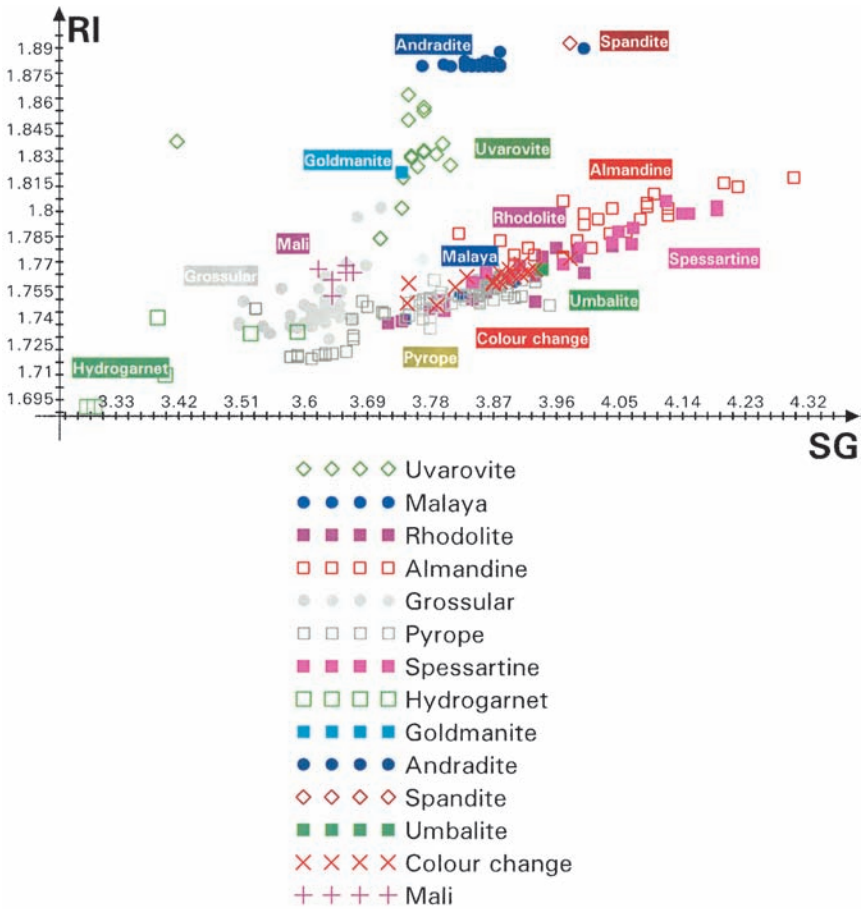 RI
1.89
Andradite
Spandite
1.875
1.86
1.845
Uvarovite
1.83
Goldmanite
Almandine
1.815
1.8
Rhodolite
1.785
Mali
Malaya
Spessartine
1.77
Grossular
1.755
Umbalite
1.74
Colour change
1.725
Pyrope
Hydrogarnet
1.71
1.695
3.33 3.42 3.51 3.6 3.69 3.78 3.87 3.96 4.05 4.14 4.23 4.32
SG
Uvarovite
Malaya
Rhodolite
Almandine
Grossular
Pyrope
Spessartine
Hydrogarnet
Goldmanite
Andradite
Spandite
Umbalite
Colour change
Mali